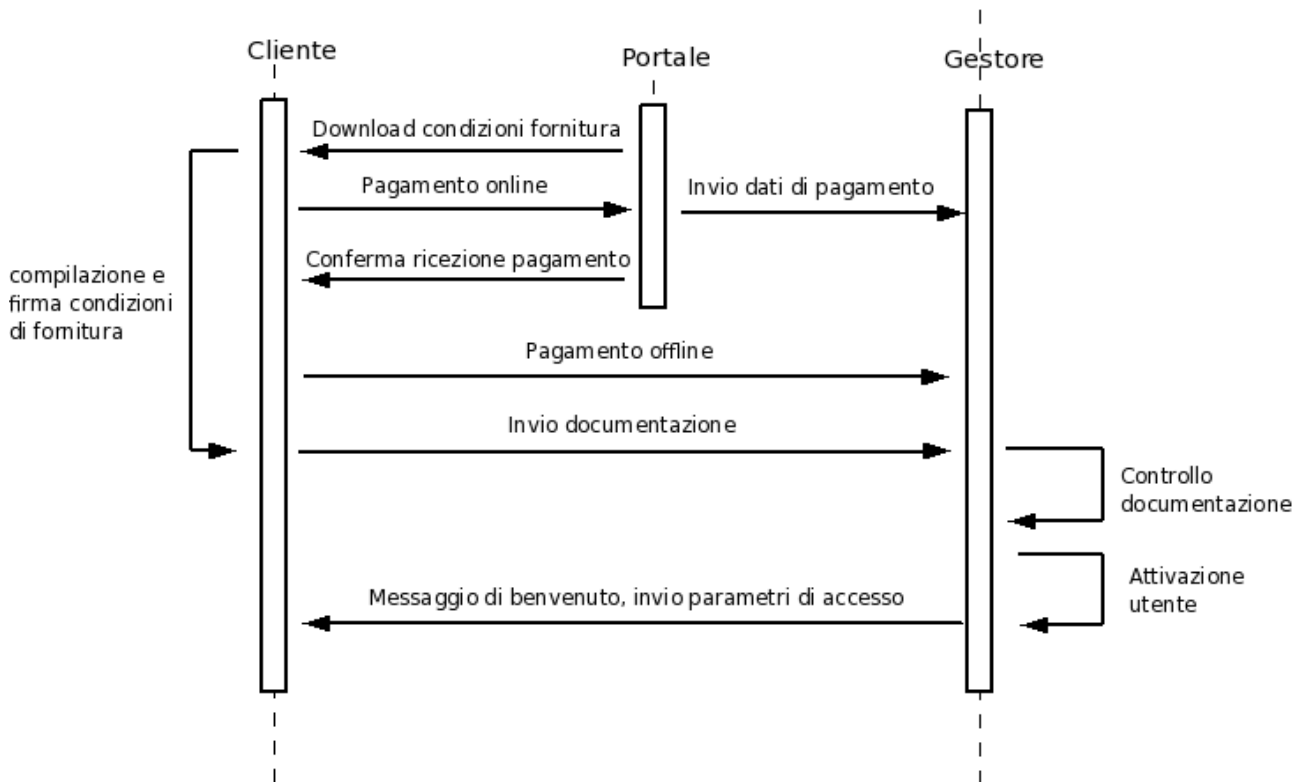 Cliente
Portale
Gestore
Download condizioni fornitura
Pagamento online
Invio dati di pagamento
Conferma ricezione pagamento
compilazione e
firma condizioni
di fornitura
Pagamento offline
Invio documentazione
Controllo
documentazione
Attivazione
utente
Messaggio di benvenuto, invio parametri di accesso